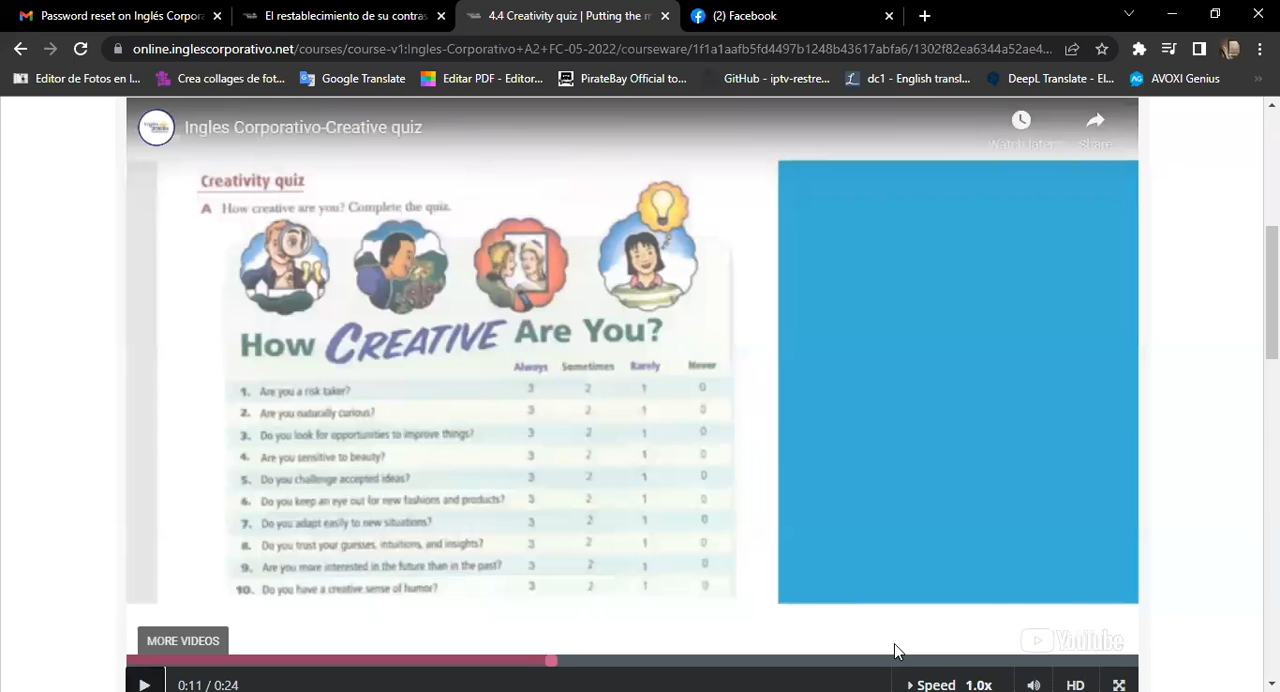 Password reset on Inglés Corpora
El restablecimiento de su contras
4.4 Creativity quiz | Putting the m
(2) Facebook
online.inglescorporativo.net/courses/course-v1:Ingles-Corporativo+A2+FC-05-2022/courseware/1f1a1aafb5fd4497b1248b43617abfa6/1302f82ea6344a52ae4...
Editor de Fotos en l...
Crea collages de fot...
Google Translate
Editar PDF - Editor...
PirateBay Official to...
GitHub - iptv-restre...
dc1 - English transl...
DeepL Translate - El...
AVOXI Genius
Ingles Corporativo-Creative quiz
Watch later
Share
Creativity quiz
A How creative are you? Complete the quiz.
How CREATIVE Are You?
Always Sometimes Rarely Never
1. Are you a risk taker? 3 2 1 0
2. Are you naturally curious? 3 2 1 0
3. Do you look for opportunities to improve things? 3 2 1 0
4. Are you sensitive to beauty? 3 2 1 0
5. Do you challenge accepted ideas? 3 2 1 0
6. Do you keep an eye out for new fashions and products? 3 2 1 0
7. Do you adapt easily to new situations? 3 2 1 0
8. Do you trust your guesses, intuitions, and insights? 3 2 1 0
9. Are you more interested in the future than in the past? 3 2 1 0
10. Do you have a creative sense of humor? 3 2 1 0
MORE VIDEOS
YouTube
0:11 / 0:24
Speed 1.0x
HD